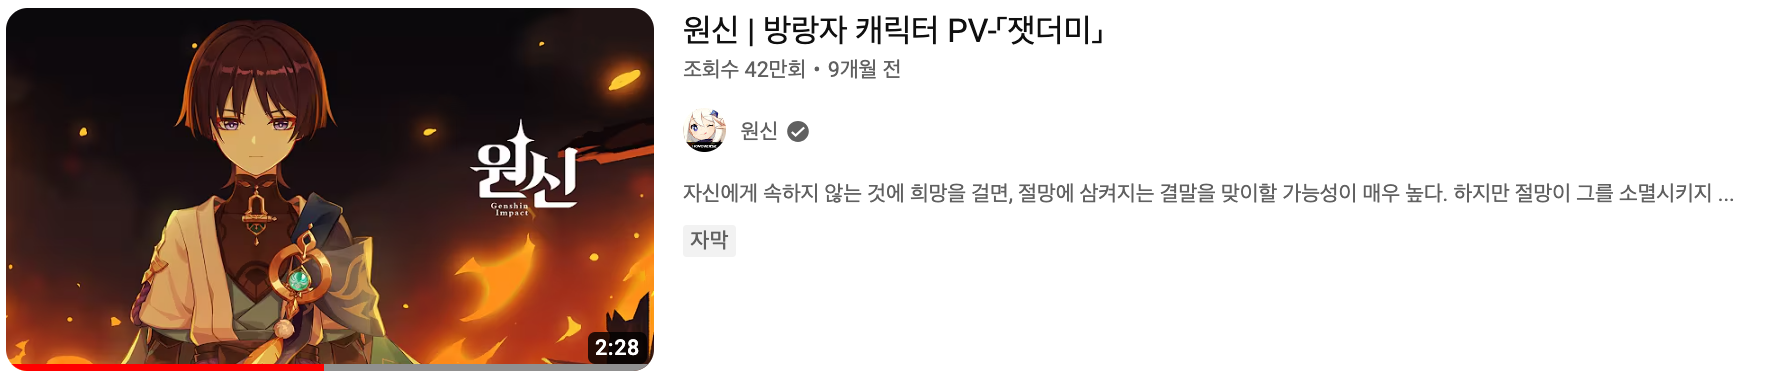 원신 | 방랑자 캐릭터 PV-「잿더미」
조회수 42만회 • 9개월 전
원신
자신에게 속하지 않는 것에 희망을 걸면, 절망에 삼켜지는 결말을 맞이할 가능성이 매우 높다. 하지만 절망이 그를 소멸시키지 ...
자막
원신
Genshin
Impact
2:28